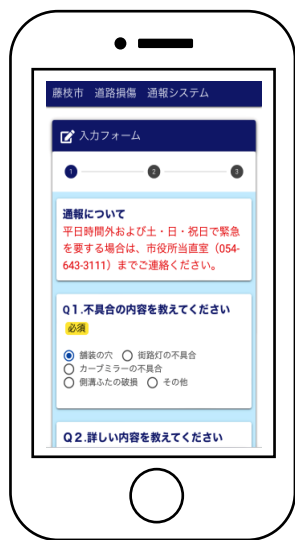 藤枝市 道路損傷 通報システム
入力フォーム
1 2 3
通報について
平日時間外および土・日・祝日で緊急
を要する場合は、市役所当直室（054-
643-3111）までご連絡ください。
Q1.不具合の内容を教えてください
必須
舗装の穴 街路灯の不具合
カーブミラーの不具合
側溝ふたの破損 その他
Q2.詳しい内容を教えてください